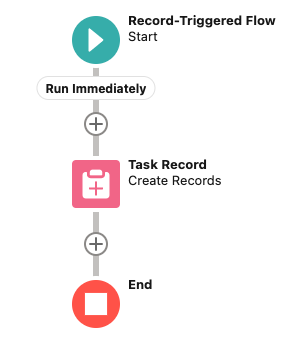 Record-Triggered Flow
Start
Run Immediately
Task Record
Create Records
End